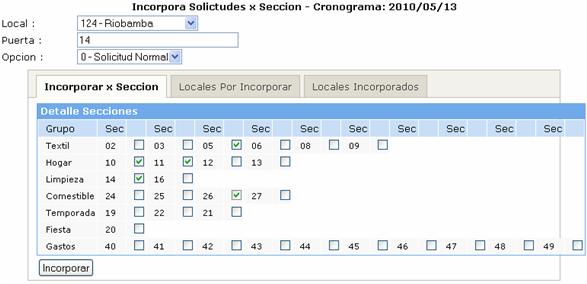 Incorpora Solictudes x Seccion - Cronograma: 2010/05/13
Local : 124 - Riobamba
Puerta : 14
Opcion : 0 - Solicitud Normal
Incorporar x Seccion Locales Por Incorporar Locales Incorporados
Detalle Secciones
Grupo Sec Sec Sec Sec Sec Sec Sec Sec Sec Sec
Textil 02 03 05 06 08 09
Hogar 10 11 12 13
Limpieza 14 16
Comestible 24 25 26 27
Temporada 19 22 21
Fiesta 20
Gastos 40 41 42 43 44 45 46 47 48 49
Incorporar